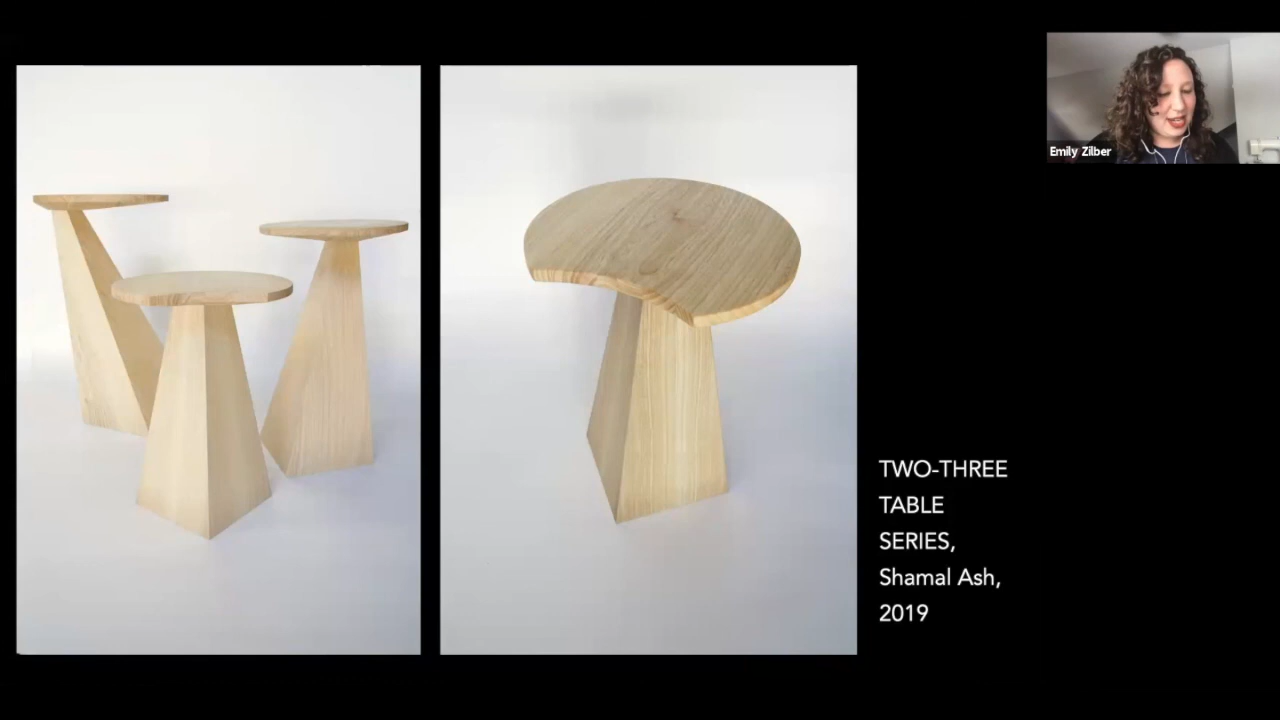 Emily Zilber
TWO-THREE
TABLE
SERIES,
Shamal Ash,
2019